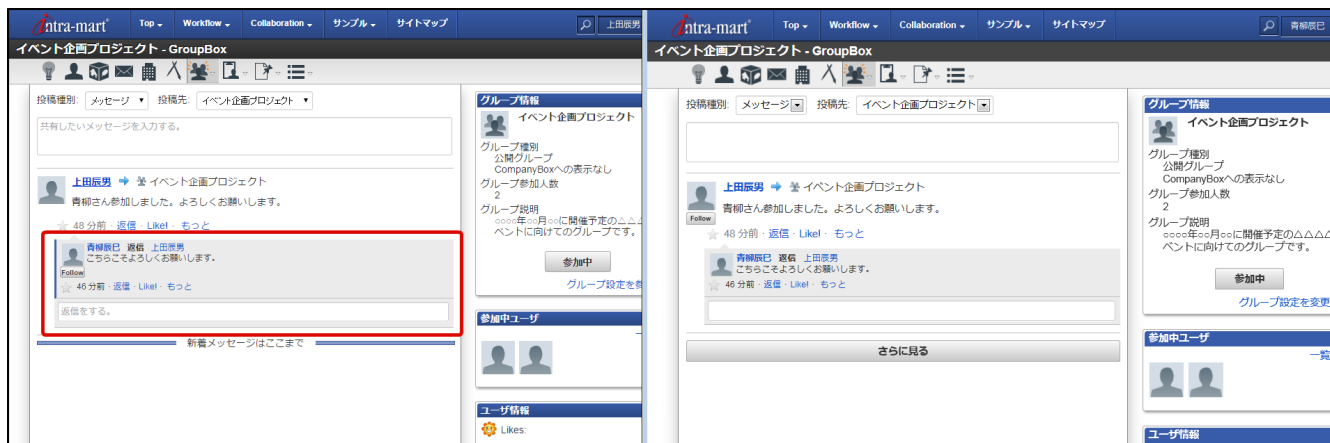 intra-mart Top Workflow Collaboration サンプル サイトマップ 上田辰男
イベント企画プロジェクト - GroupBox
投稿種別: メッセージ 投稿先: イベント企画プロジェクト
共有したいメッセージを入力する。
上田辰男 イベント企画プロジェクト
青柳さん参加しました。よろしくお願いします。
48 分前 · 返信 · Like! · もっと
青柳辰巳 返信 上田辰男
こちらこそよろしくお願いします。
Follow
46 分前 · 返信 · Like! · もっと
返信をする。
新着メッセージはここまで
グループ情報
イベント企画プロジェクト
グループ種別
公開グループ
CompanyBoxへの表示なし
グループ参加人数
2
グループ説明
○○○○年○○月○○に開催予定の△△△
ベントに向けてのグループです。
参加中
グループ設定を
参加中ユーザ
ユーザ情報
Likes:
intra-mart Top Workflow Collaboration サンプル サイトマップ 青柳辰巳
イベント企画プロジェクト - GroupBox
投稿種別: メッセージ 投稿先: イベント企画プロジェクト
上田辰男 イベント企画プロジェクト
青柳さん参加しました。よろしくお願いします。
Follow
48 分前 · 返信 · Like! · もっと
青柳辰巳 返信 上田辰男
こちらこそよろしくお願いします。
46 分前 · 返信 · Like! · もっと
さらに見る
グループ情報
イベント企画プロジェクト
グループ種別
公開グループ
CompanyBoxへの表示なし
グループ参加人数
2
グループ説明
○○○○年○○月○○に開催予定の△△△△
ベントに向けてのグループです。
参加中
グループ設定を変更
参加中ユーザ
一覧
ユーザ情報